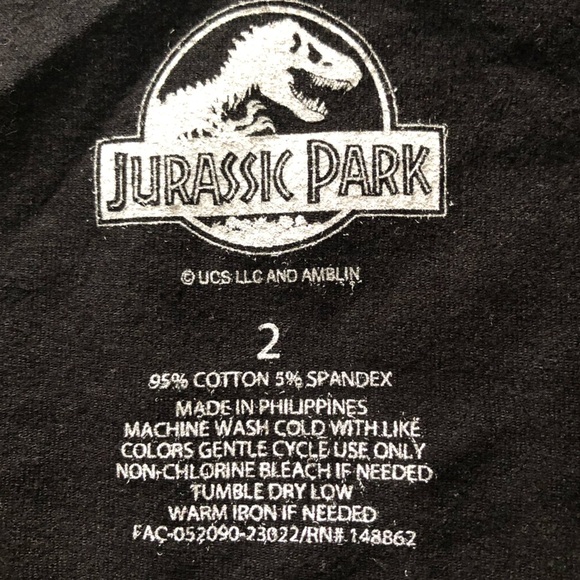 JURASSIC PARK
© UCS LLC AND AMBLIN
2
95% COTTON 5% SPANDEX
MADE IN PHILIPPINES
MACHINE WASH COLD WITH LIKE
COLORS GENTLE CYCLE USE ONLY
NON-CHLORINE BLEACH IF NEEDED
TUMBLE DRY LOW
WARM IRON IF NEEDED
FAC-052090-23022/RN# 148862